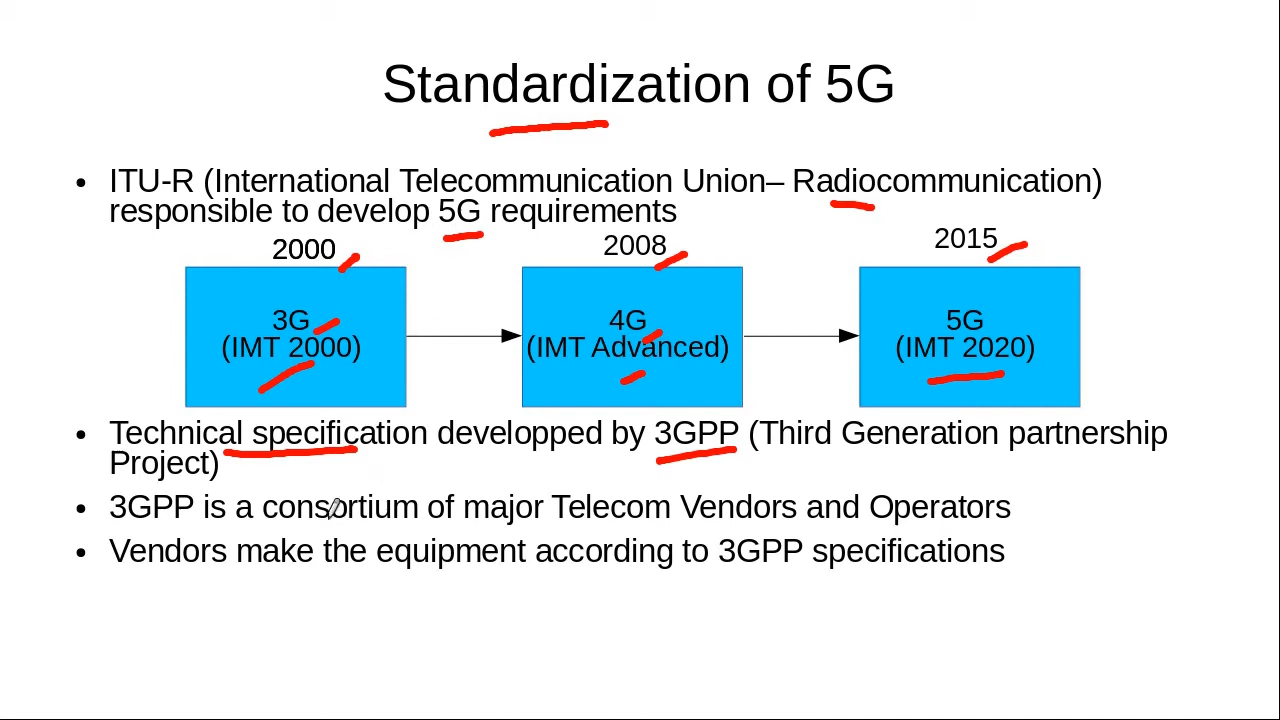 Standardization of 5G
• ITU-R (International Telecommunication Union– Radiocommunication)
responsible to develop 5G requirements
2000
2008
2015
3G
(IMT 2000)
4G
(IMT Advanced)
5G
(IMT 2020)
• Technical specification developped by 3GPP (Third Generation partnership
Project)
• 3GPP is a consortium of major Telecom Vendors and Operators
• Vendors make the equipment according to 3GPP specifications